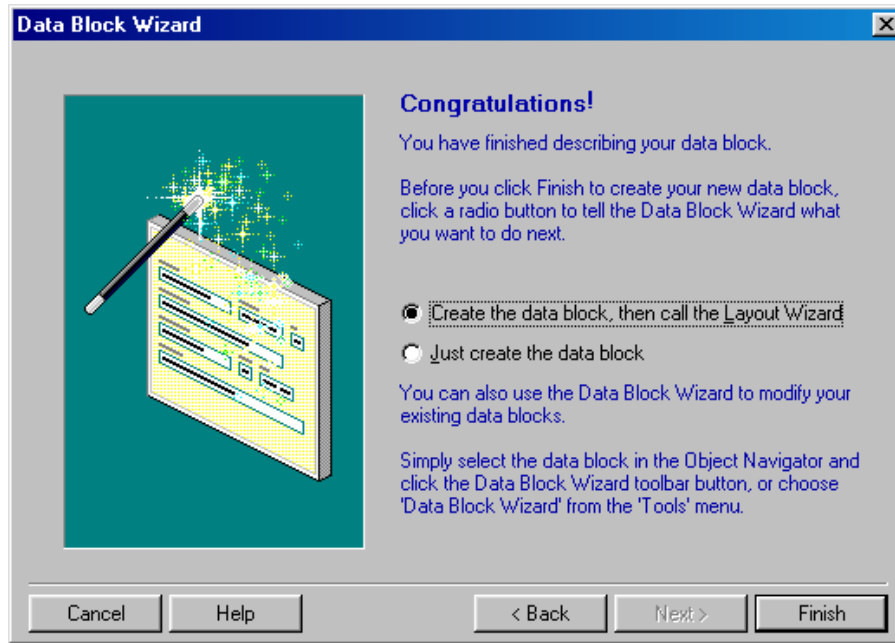 Data Block Wizard
Congratulations!
You have finished describing your data block.
Before you click Finish to create your new data block,
click a radio button to tell the Data Block Wizard what
you want to do next.
Create the data block, then call the Layout Wizard
Just create the data block
You can also use the Data Block Wizard to modify your
existing data blocks.
Simply select the data block in the Object Navigator and
click the Data Block Wizard toolbar button, or choose
'Data Block Wizard' from the 'Tools' menu.
Cancel
Help
< Back
Next >
Finish